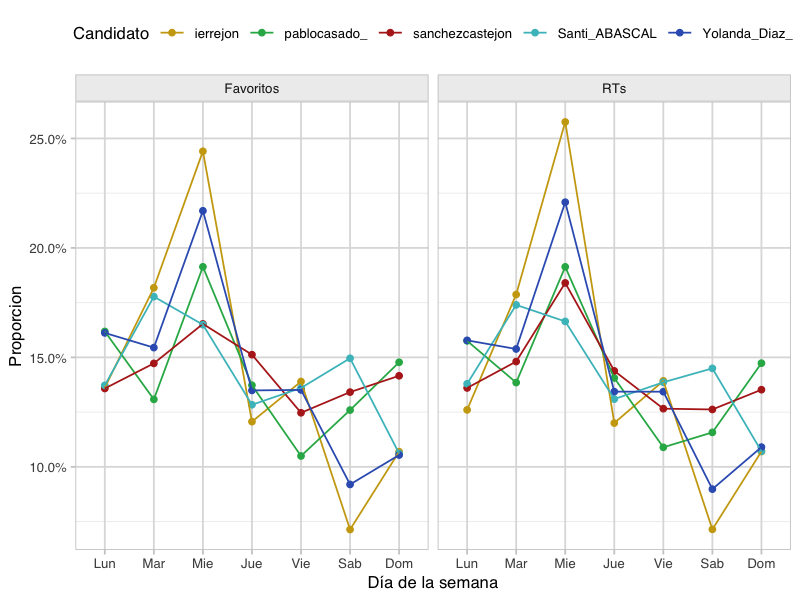 Candidato ierrejon pablocasado_ sanchezcastejon Santi_ABASCAL Yolanda_Diaz_
Favoritos RTs
25.0%
20.0%
15.0%
10.0%
Proporcion
Lun Mar Mie Jue Vie Sab Dom Lun Mar Mie Jue Vie Sab Dom
Día de la semana